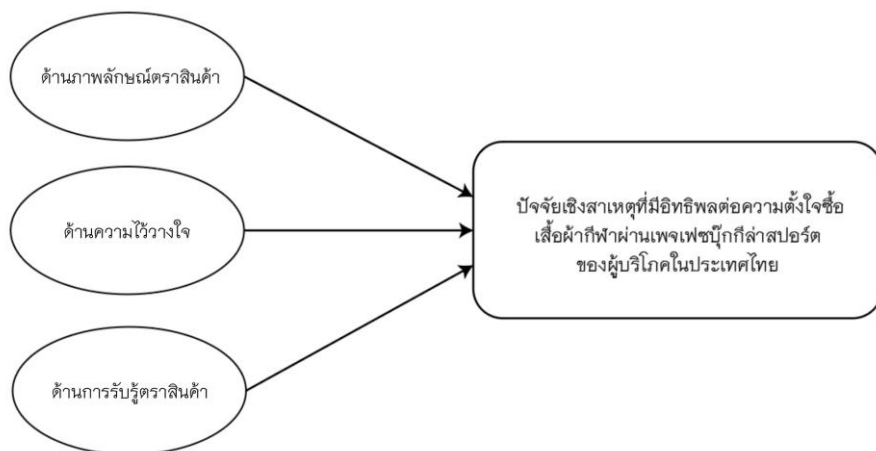 ด้านภาพลักษณ์ตราสินค้า
ด้านความไว้วางใจ
ด้านการรับรู้ตราสินค้า
ปัจจัยเชิงสาเหตุที่มีอิทธิพลต่อความตั้งใจซื้อ
เสื้อผ้ากีฬาผ่านเพจเฟซบุ๊กกีล่าสปอร์ต
ของผู้บริโภคในประเทศไทย